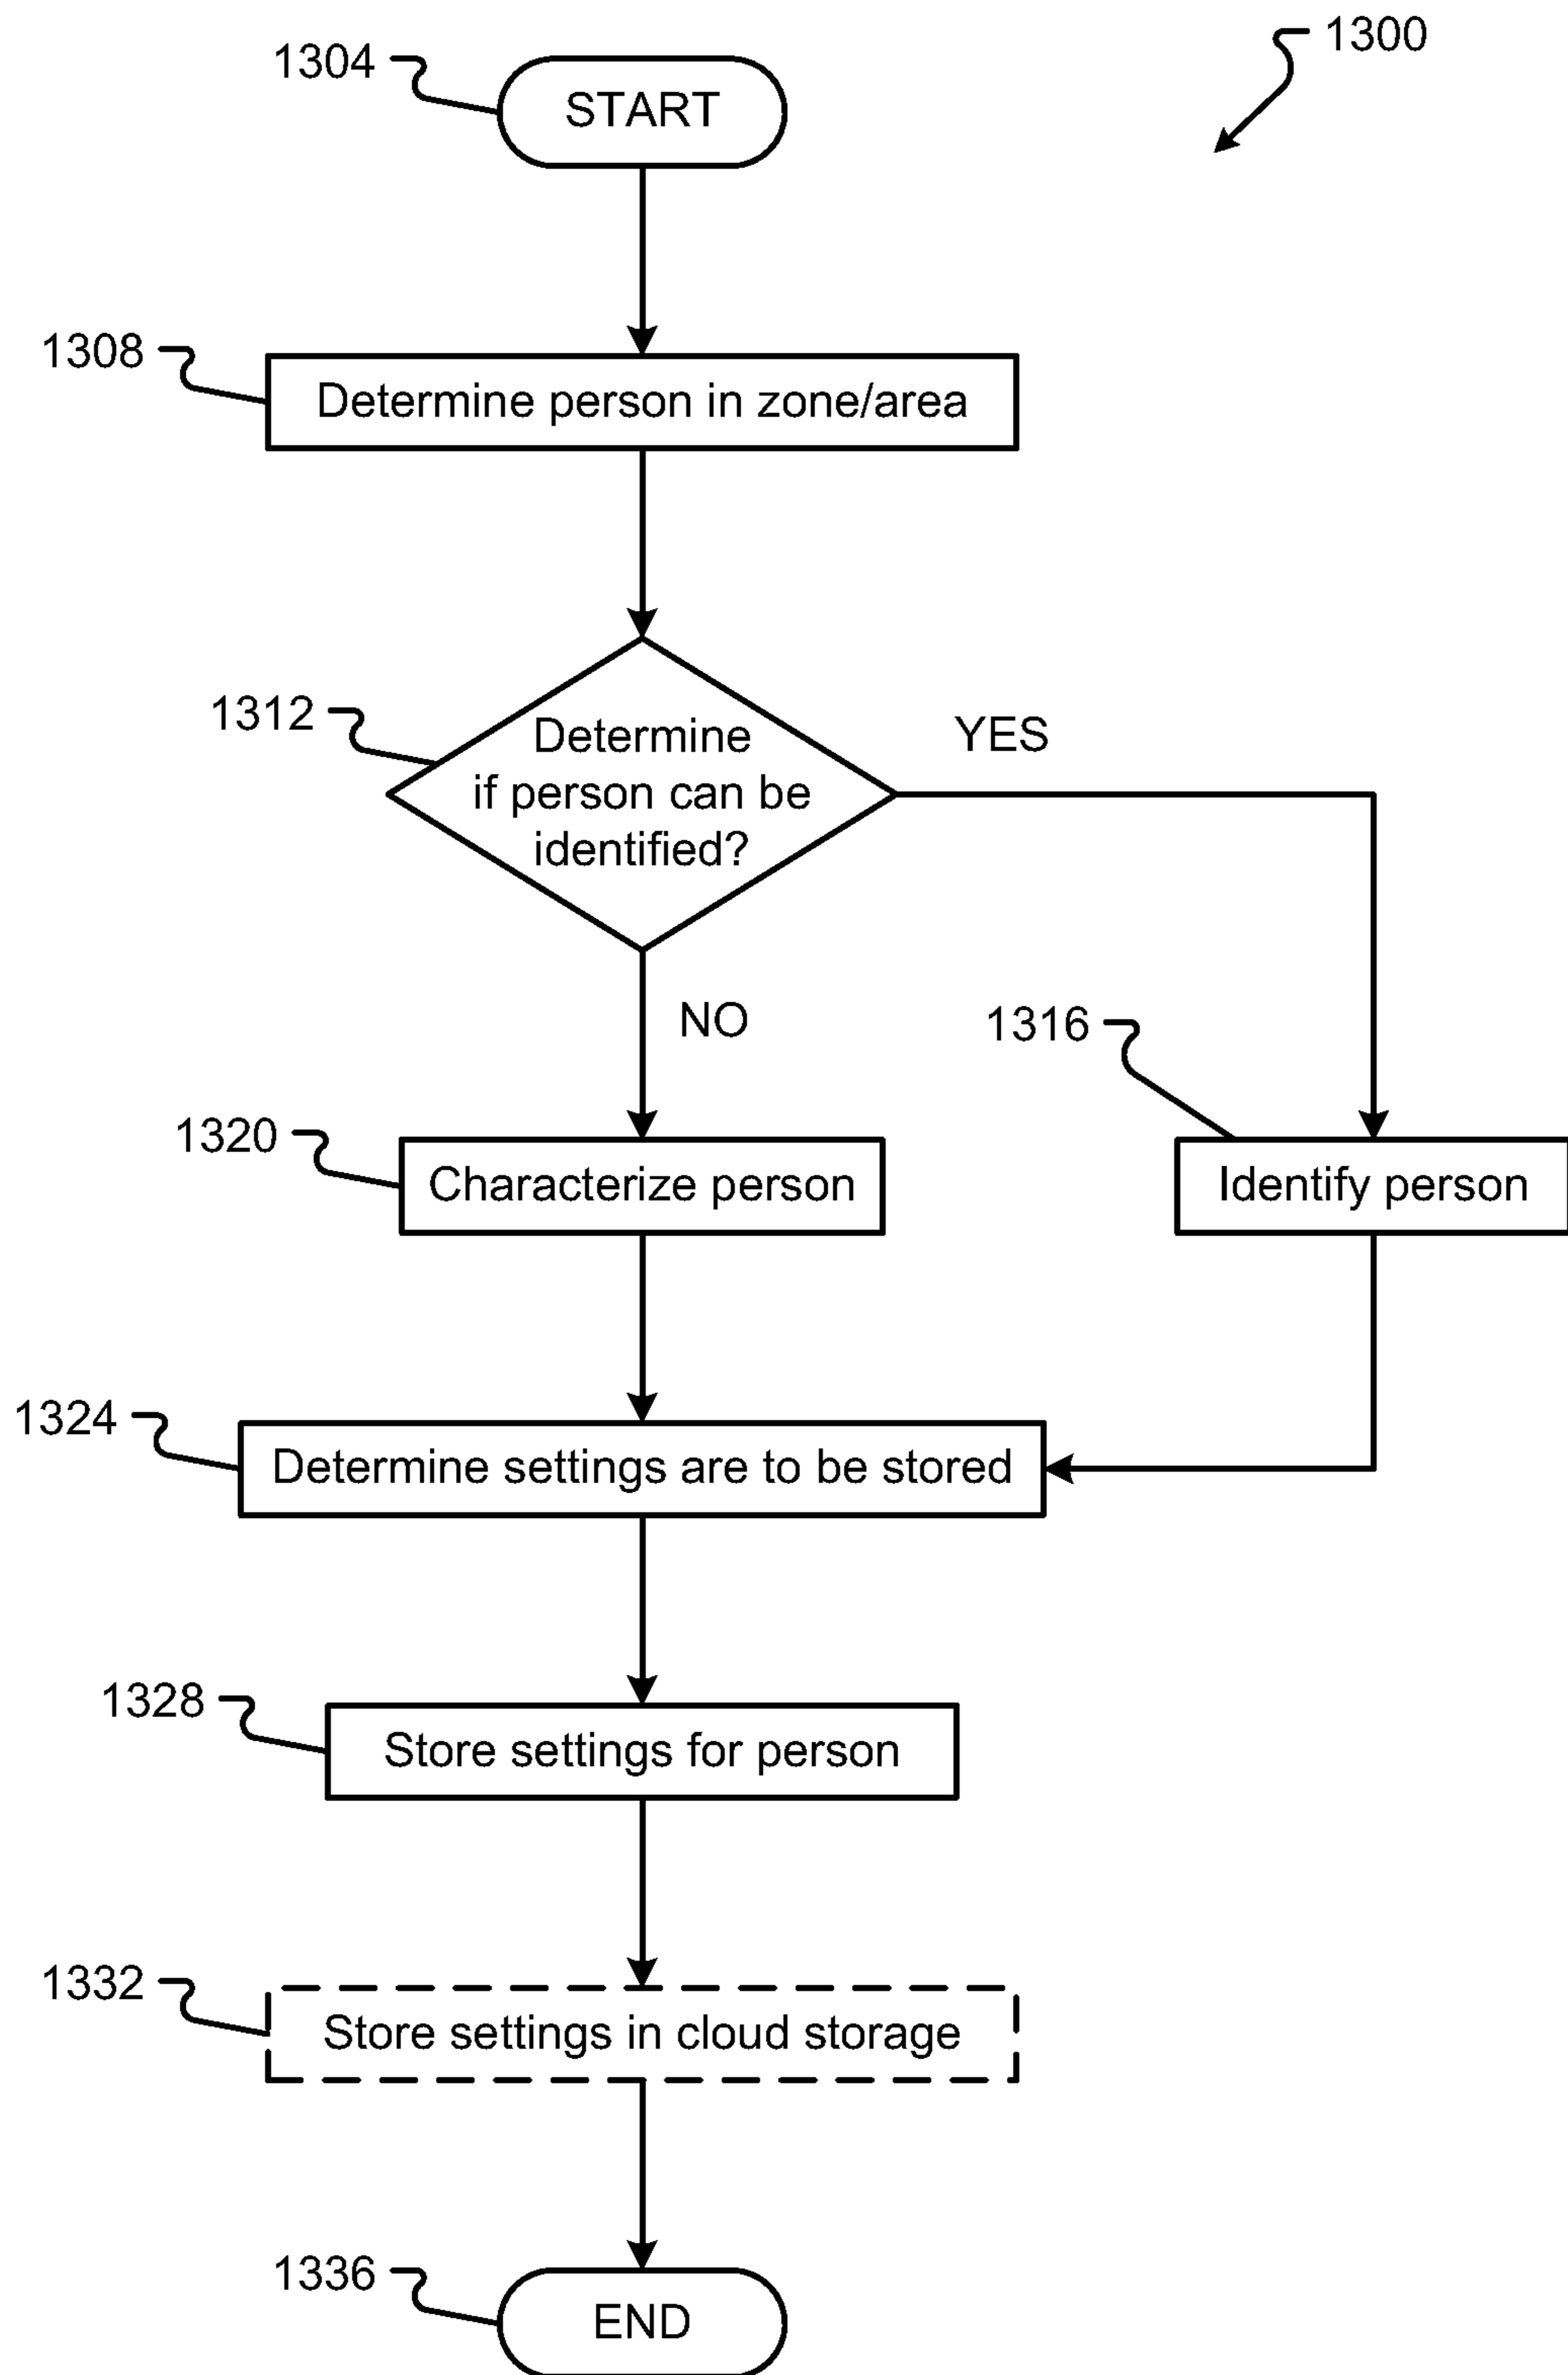 1300
1304
START
1308
Determine person in zone/area
1312
Determine
if person can be
identified?
YES
NO
1316
1320
Characterize person
Identify person
1324
Determine settings are to be stored
1328
Store settings for person
1332
Store settings in cloud storage
1336
END